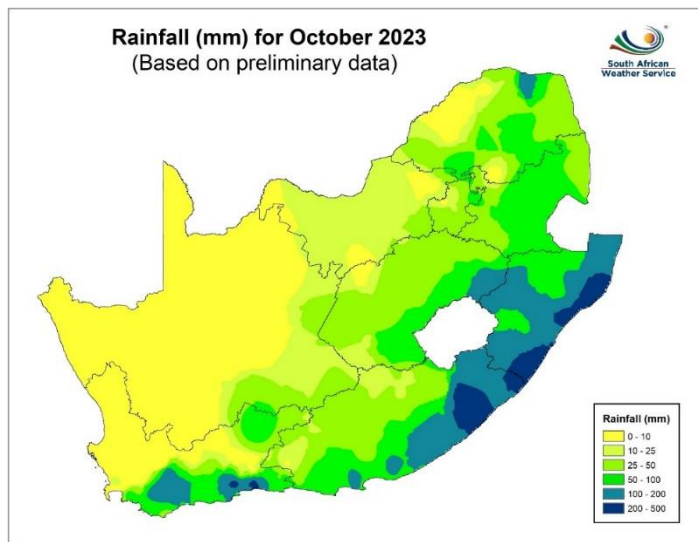 Rainfall (mm) for October 2023
(Based on preliminary data)
South African
Weather Service
Rainfall (mm)
0 - 10
10 - 25
25 - 50
50 - 100
100 - 200
200 - 500